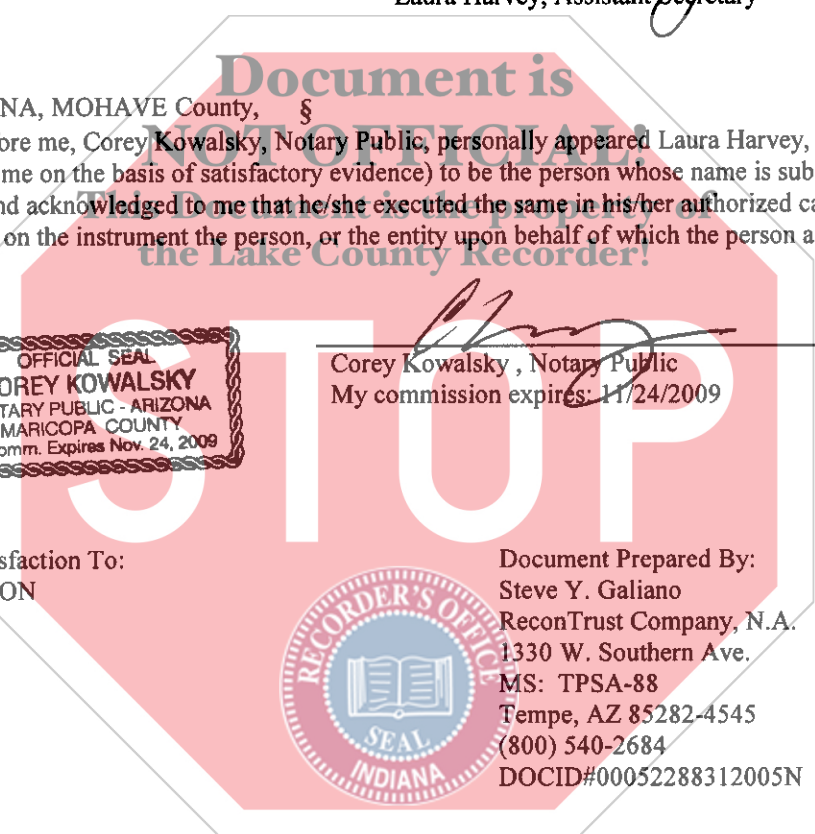 Laura Harvey, Assistant Secretary
Document is
NOT OFFICIAL!
This Document is the property of
the Lake County Recorder!
NA, MOHAVE County, §
ore me, Corey Kowalsky, Notary Public, personally appeared Laura Harvey,
me on the basis of satisfactory evidence) to be the person whose name is sub
nd acknowledged to me that he/she executed the same in his/her authorized ca
on the instrument the person, or the entity upon behalf of which the person a
STOP
OFFICIAL SEAL
OREY KOWALSKY
TARY PUBLIC - ARIZONA
MARICOPA COUNTY
omm. Expires Nov. 24, 2009
Corey Kowalsky , Notary Public
My commission expires: 11/24/2009
sfaction To:
ON
Document Prepared By:
Steve Y. Galiano
ReconTrust Company, N.A.
1330 W. Southern Ave.
MS: TPSA-88
Tempe, AZ 85282-4545
(800) 540-2684
DOCID#00052288312005N
RECORDER'S OFFICE
SEAL
INDIANA